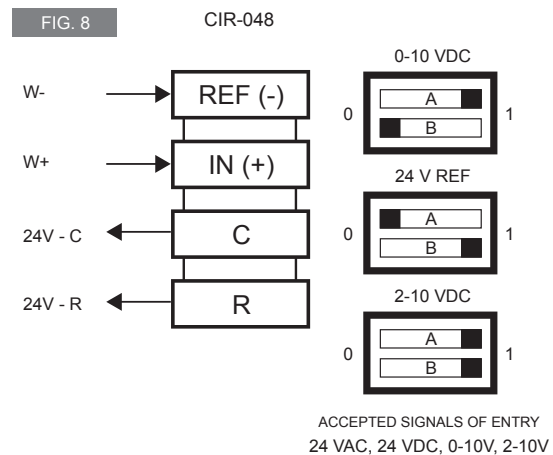 FIG. 8
CIR-048
W-
REF (-)
W+
IN (+)
24V - C
C
24V - R
R
0-10 VDC
0
A
B
1
24 V REF
0
A
B
1
2-10 VDC
0
A
B
1
ACCEPTED SIGNALS OF ENTRY
24 VAC, 24 VDC, 0-10V, 2-10V